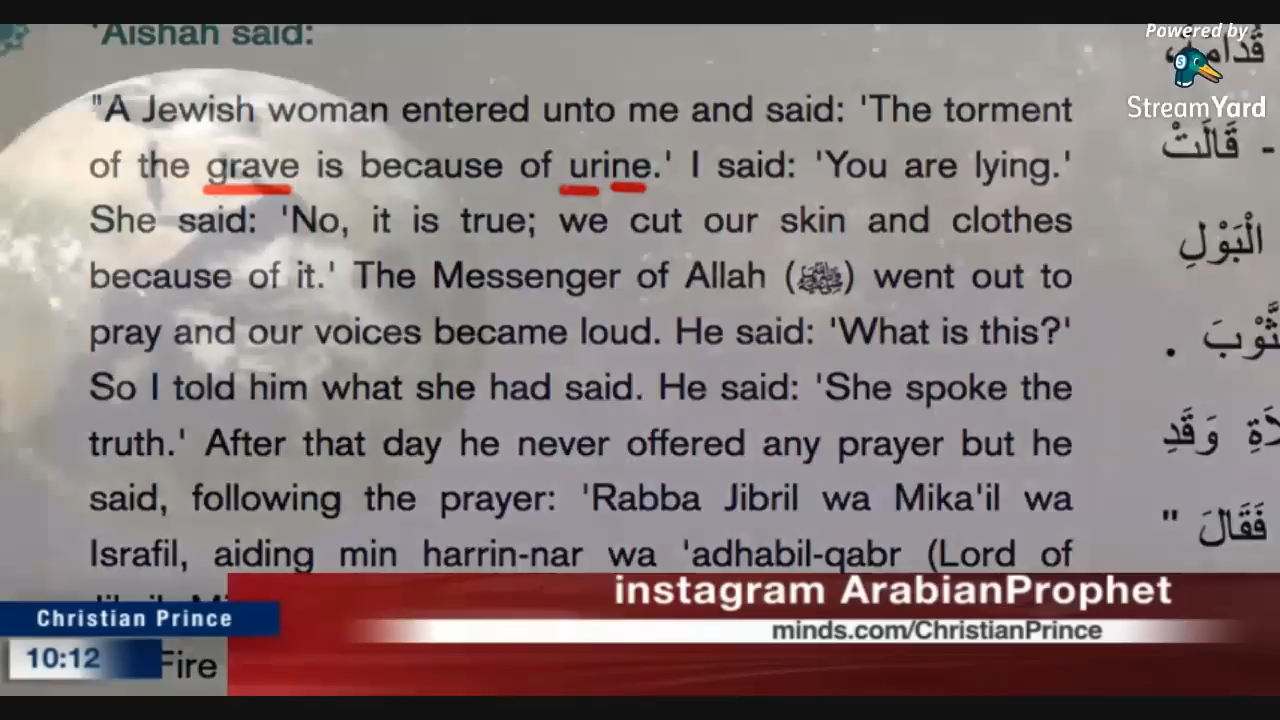 'Aishah said:
Powered by
StreamYard
"A Jewish woman entered unto me and said: 'The torment
of the grave is because of urine.' I said: 'You are lying.'
She said: 'No, it is true; we cut our skin and clothes
because of it.' The Messenger of Allah (ﷺ) went out to
pray and our voices became loud. He said: 'What is this?'
So I told him what she had said. He said: 'She spoke the
truth.' After that day he never offered any prayer but he
said, following the prayer: 'Rabba Jibril wa Mika'il wa
Israfil, aiding min harrin-nar wa 'adhabil-qabr (Lord of
Fire
- قَالَتْ
الْبَوْلِ
وَقَدِ
فَقَالَ "
instagram ArabianProphet
minds.com/ChristianPrince
Christian Prince
10:12